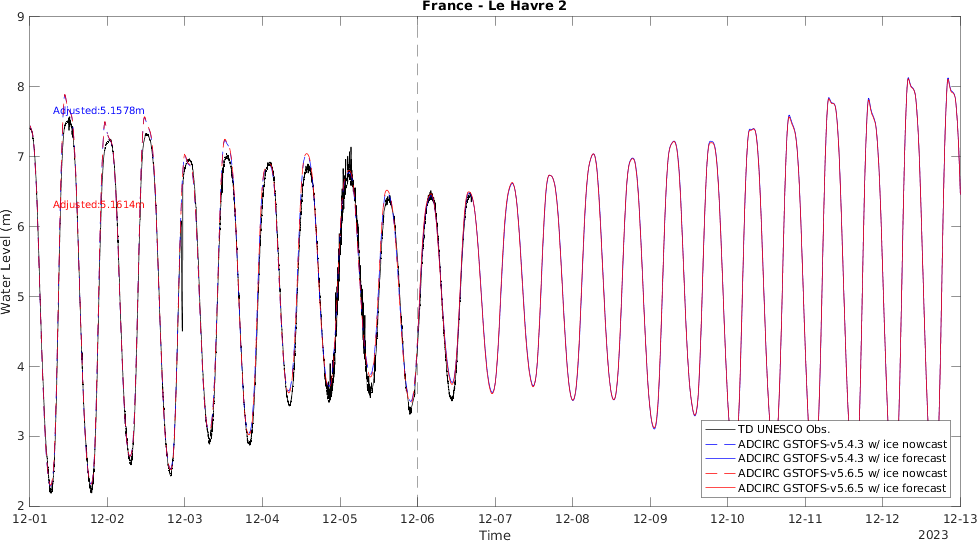 France - Le Havre 2
9
8
7
6
5
4
3
2
Water Level (m)
Adjusted:5.1578m
Adjusted:5.1614m
TD UNESCO Obs.
ADCIRC GSTOFS-v5.4.3 w/ ice nowcast
ADCIRC GSTOFS-v5.4.3 w/ ice forecast
ADCIRC GSTOFS-v5.6.5 w/ ice nowcast
ADCIRC GSTOFS-v5.6.5 w/ ice forecast
12-01 12-02 12-03 12-04 12-05 12-06 12-07 12-08 12-09 12-10 12-11 12-12 12-13
Time
2023